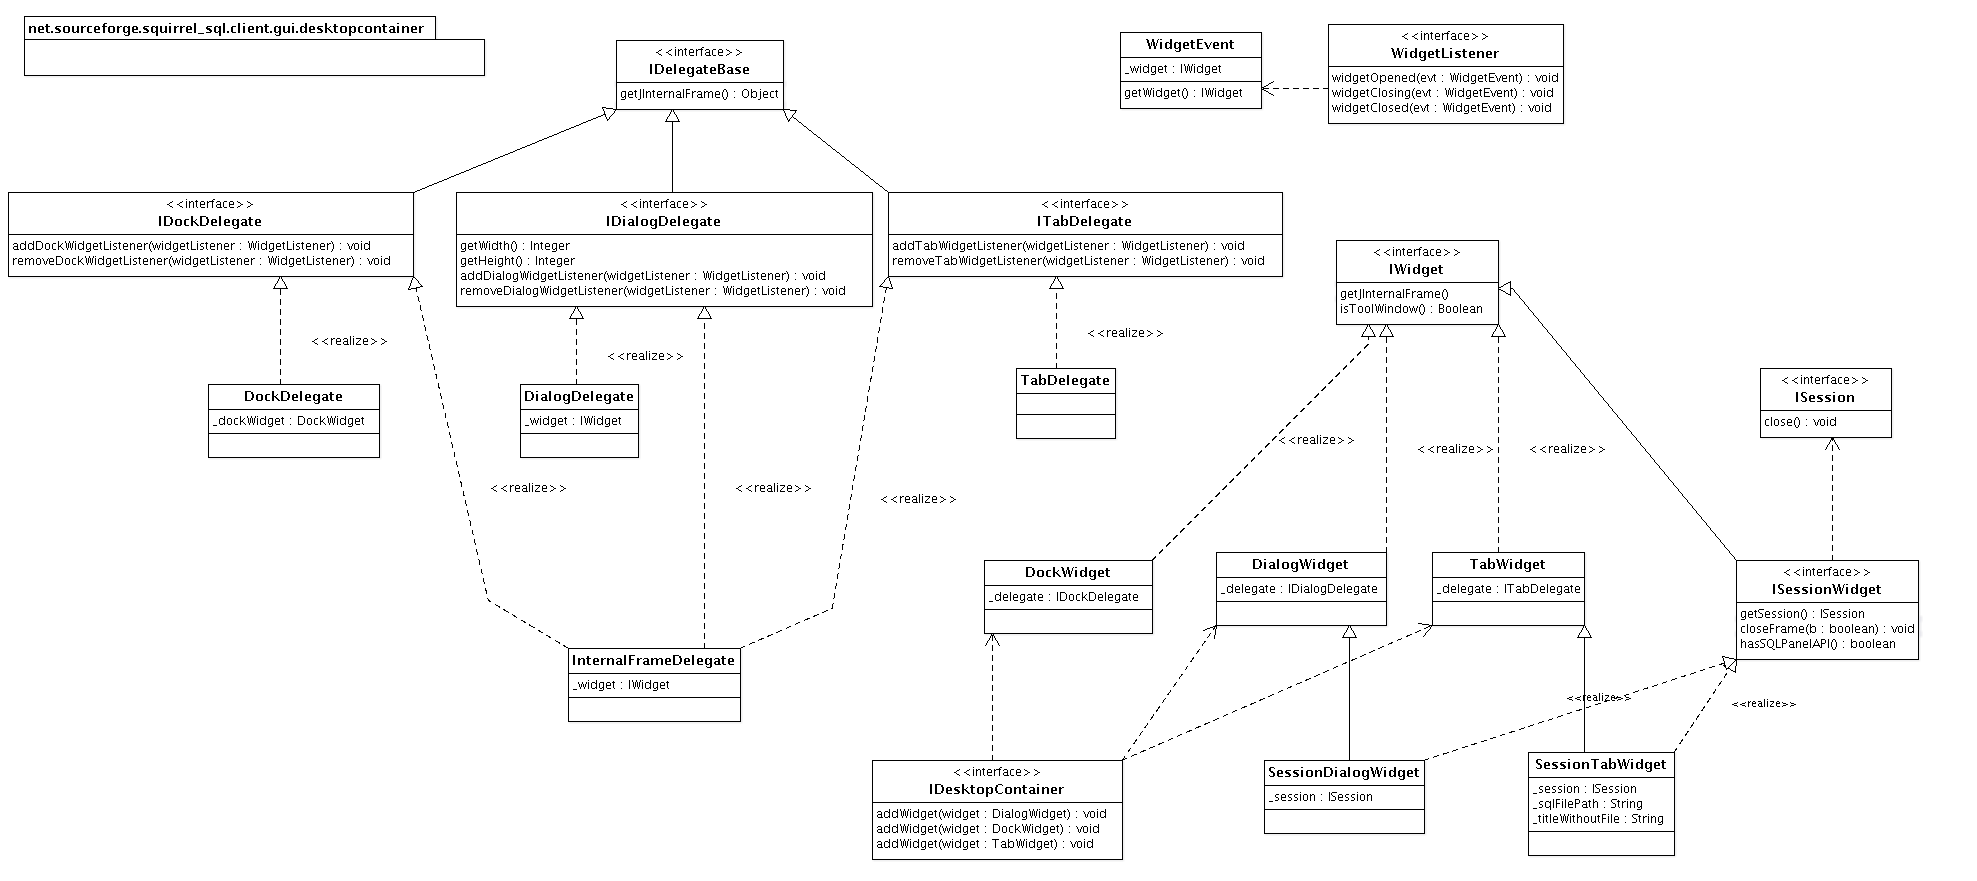 net.sourceforge.squirrel_sql.client.gui.desktopcontainer
<<interface>>
IDelegateBase
getJInternalFrame() : Object
WidgetEvent
_widget : IWidget
getWidget() : IWidget
<<interface>>
WidgetListener
widgetOpened(evt : WidgetEvent) : void
widgetClosing(evt : WidgetEvent) : void
widgetClosed(evt : WidgetEvent) : void
<<interface>>
IDockDelegate
addDockWidgetListener(widgetListener : WidgetListener) : void
removeDockWidgetListener(widgetListener : WidgetListener) : void
<<interface>>
IDialogDelegate
getWidth() : Integer
getHeight() : Integer
addDialogWidgetListener(widgetListener : WidgetListener) : void
removeDialogWidgetListener(widgetListener : WidgetListener) : void
<<interface>>
ITabDelegate
addTabWidgetListener(widgetListener : WidgetListener) : void
removeTabWidgetListener(widgetListener : WidgetListener) : void
<<interface>>
IWidget
getJInternalFrame()
isToolWindow() : Boolean
<<realize>>
<<realize>>
<<realize>>
DockDelegate
_dockWidget : DockWidget
DialogDelegate
_widget : IWidget
TabDelegate
<<interface>>
ISession
close() : void
<<realize>>
<<realize>>
<<realize>>
<<realize>>
<<realize>>
<<realize>>
DockWidget
_delegate : IDockDelegate
DialogWidget
_delegate : IDialogDelegate
TabWidget
_delegate : ITabDelegate
<<interface>>
ISessionWidget
getSession() : ISession
closeFrame(b : boolean) : void
hasSQLPanelAPI() : boolean
InternalFrameDelegate
_widget : IWidget
<<realize>>
<<realize>>
<<interface>>
IDesktopContainer
addWidget(widget : DialogWidget) : void
addWidget(widget : DockWidget) : void
addWidget(widget : TabWidget) : void
SessionDialogWidget
_session : ISession
SessionTabWidget
_session : ISession
_sqlFilePath : String
_titleWithoutFile : String